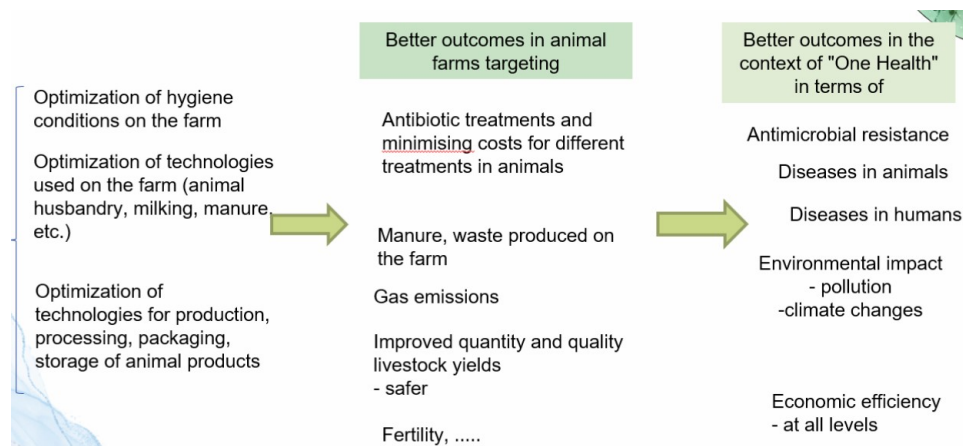 Optimization of hygiene
conditions on the farm
Optimization of technologies
used on the farm (animal
husbandry, milking, manure,
etc.)
Optimization of
technologies for production,
processing, packaging,
storage of animal products
Better outcomes in animal
farms targeting
Antibiotic treatments and
minimising costs for different
treatments in animals
Manure, waste produced on
the farm
Gas emissions
Improved quantity and quality
livestock yields
- safer
Fertility, .....
Better outcomes in the
context of "One Health"
in terms of
Antimicrobial resistance
Diseases in animals
Diseases in humans
Environmental impact
- pollution
-climate changes
Economic efficiency
- at all levels